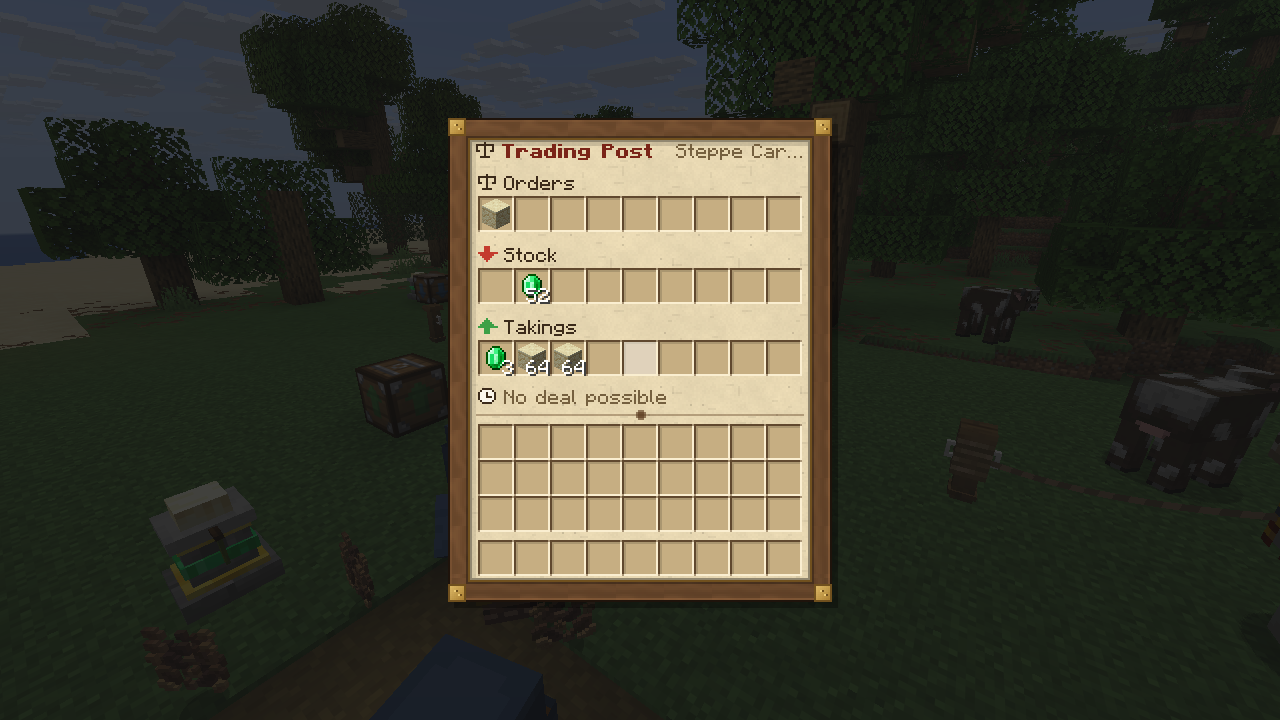 Trading Post Steppe Car...
Orders
Stock
52
Takings
3 64 64
No deal possible